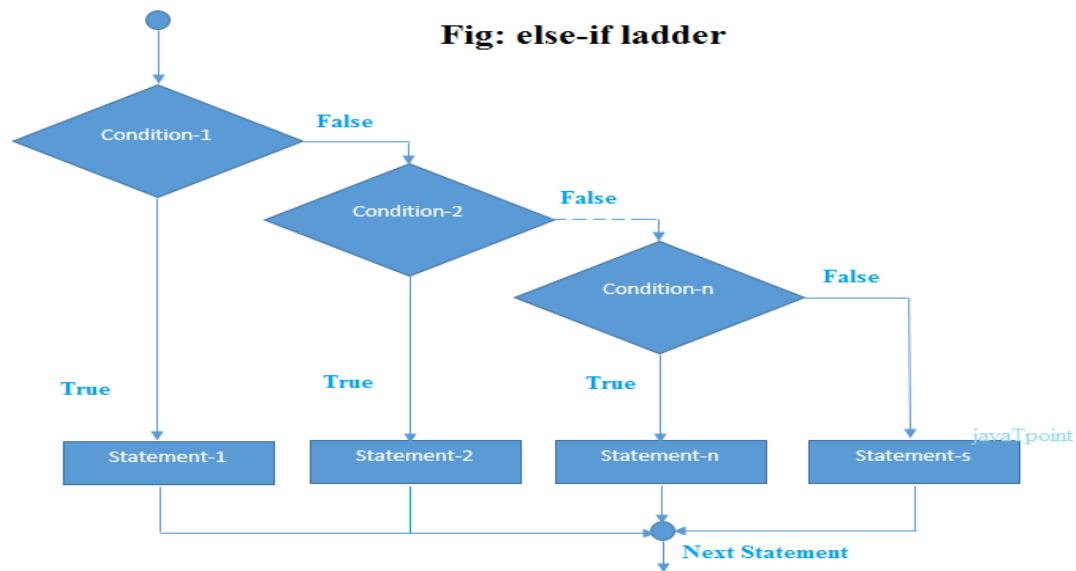 Fig: else-if ladder
Condition-1
False
Condition-2
False
Condition-n
False
True
True
True
Statement-1
Statement-2
Statement-n
Statement-s
javaTpoint
Next Statement